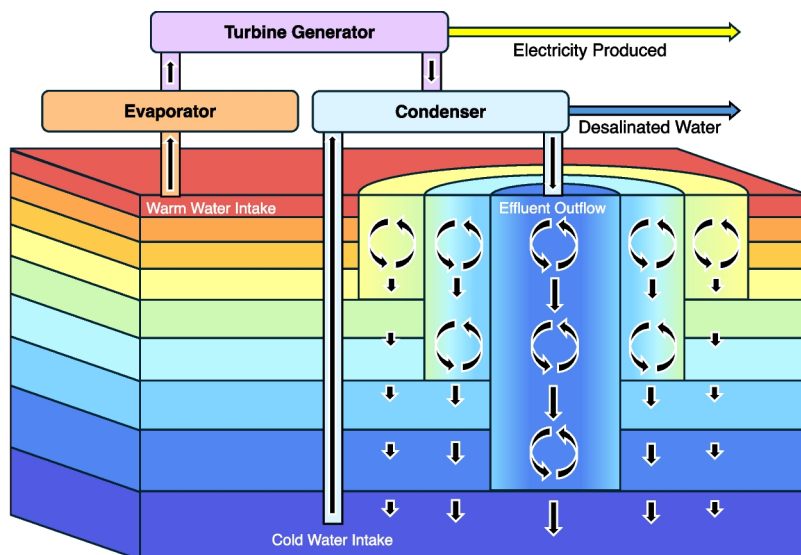 Turbine Generator
Electricity Produced
Evaporator
Condenser
Desalinated Water
Warm Water Intake
Effluent Outflow
Cold Water Intake